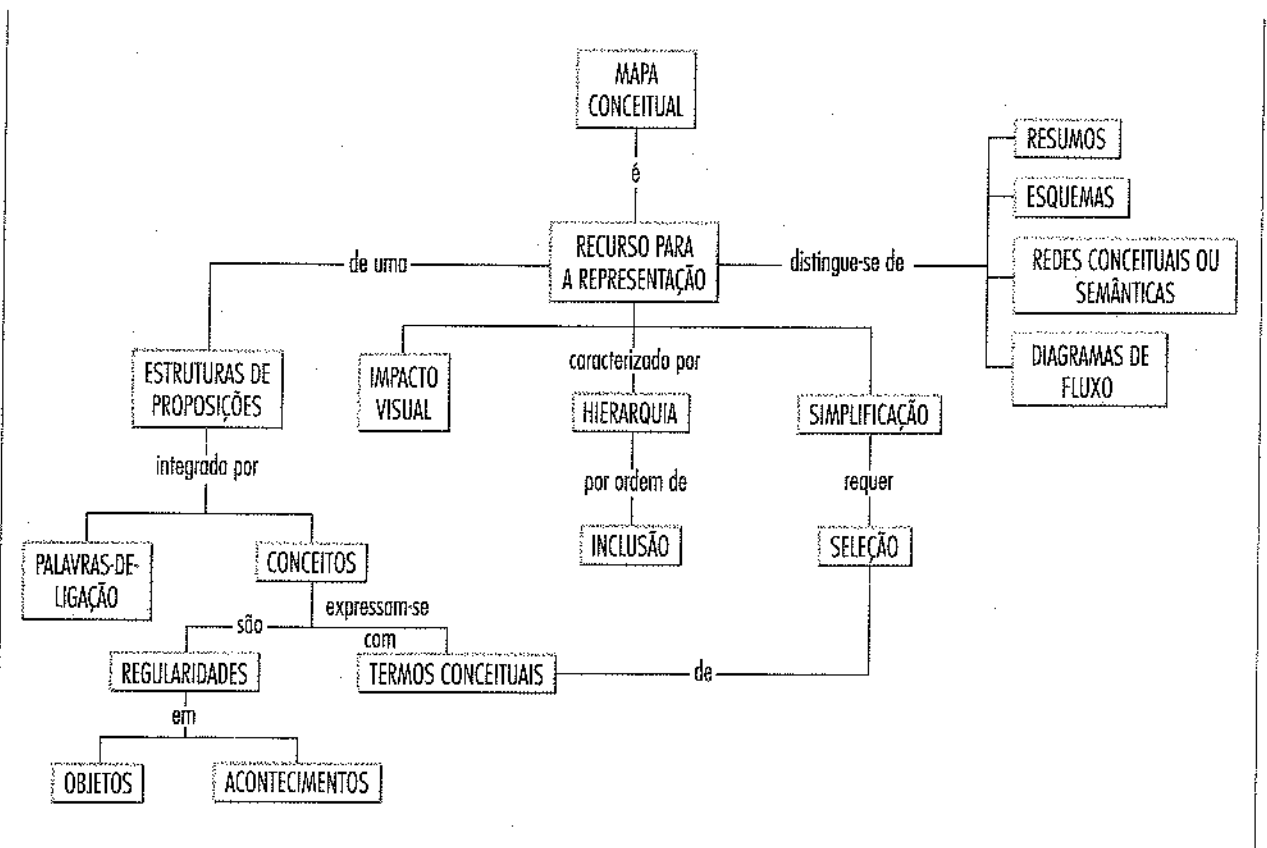 MAPA
CONCEITUAL
é
RECURSO PARA
A REPRESENTAÇÃO
de uma
distingue-se de
RESUMOS
ESQUEMAS
REDES CONCEITUAIS OU
SEMÂNTICAS
DIAGRAMAS DE
FLUXO
ESTRUTURAS DE
PROPOSIÇÕES
IMPACTO
VISUAL
caracterizado por
HIERARQUIA
SIMPLIFICAÇÃO
integrada por
por ordem de
requer
PALAVRAS-DE-
LIGAÇÃO
CONCEITOS
INCLUSÃO
SELEÇÃO
são
expressam-se
com
REGULARIDADES
TERMOS CONCEITUAIS
de
em
OBJETOS
ACONTECIMENTOS